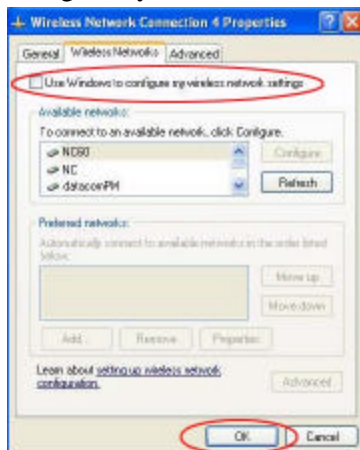 Wireless Network Connection 4 Properties
General Wireless Networks Advanced
Use Windows to configure my wireless network settings
Available networks:
To connect to an available network, click Configure.
NC60
NC
datacomPM
Configure
Refresh
Preferred networks:
Automatically connect to available networks in the order listed
below:
Move up
Move down
Add... Remove Properties
Learn about setting up wireless network
configuration.
Advanced
OK Cancel